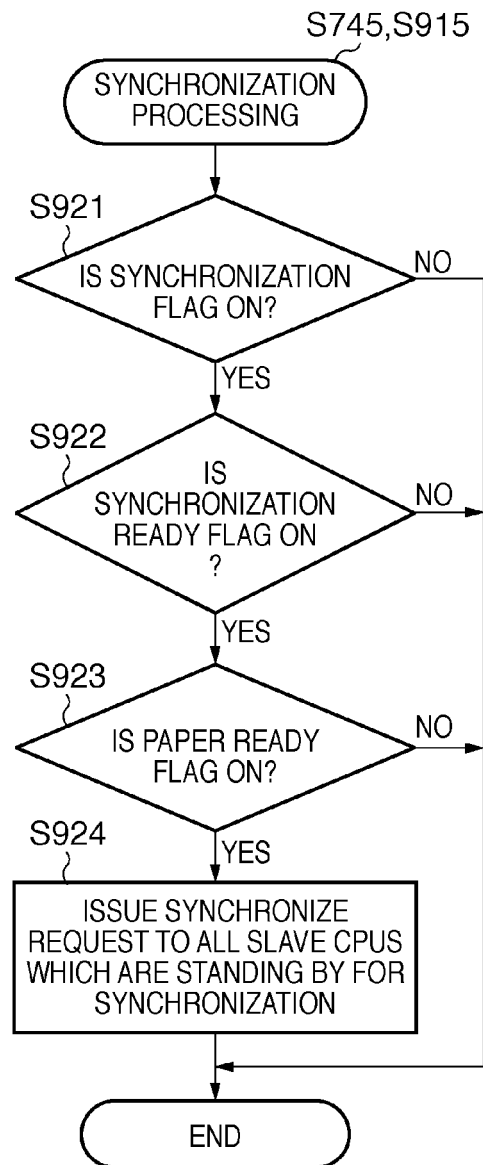 S745,S915
SYNCHRONIZATION
PROCESSING
S921
IS SYNCHRONIZATION
FLAG ON?
NO
YES
S922
IS
SYNCHRONIZATION
READY FLAG ON
?
NO
YES
S923
IS PAPER READY
FLAG ON?
NO
YES
S924
ISSUE SYNCHRONIZE
REQUEST TO ALL SLAVE CPUS
WHICH ARE STANDING BY FOR
SYNCHRONIZATION
END